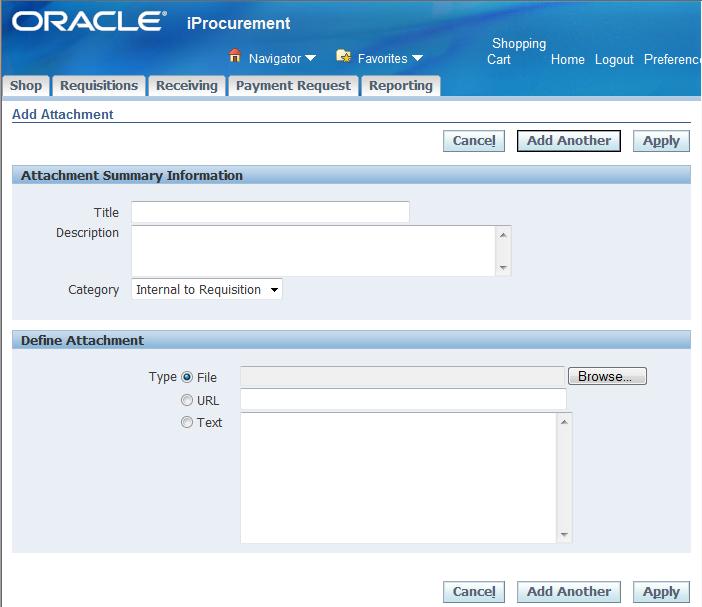 ORACLE® iProcurement
Navigator Favorites Shopping Cart Home Logout Preferenc
Shop Requisitions Receiving Payment Request Reporting
Add Attachment
Cancel Add Another Apply
Attachment Summary Information
Title
Description
Category Internal to Requisition
Define Attachment
Type File Browse...
URL
Text
Cancel Add Another Apply